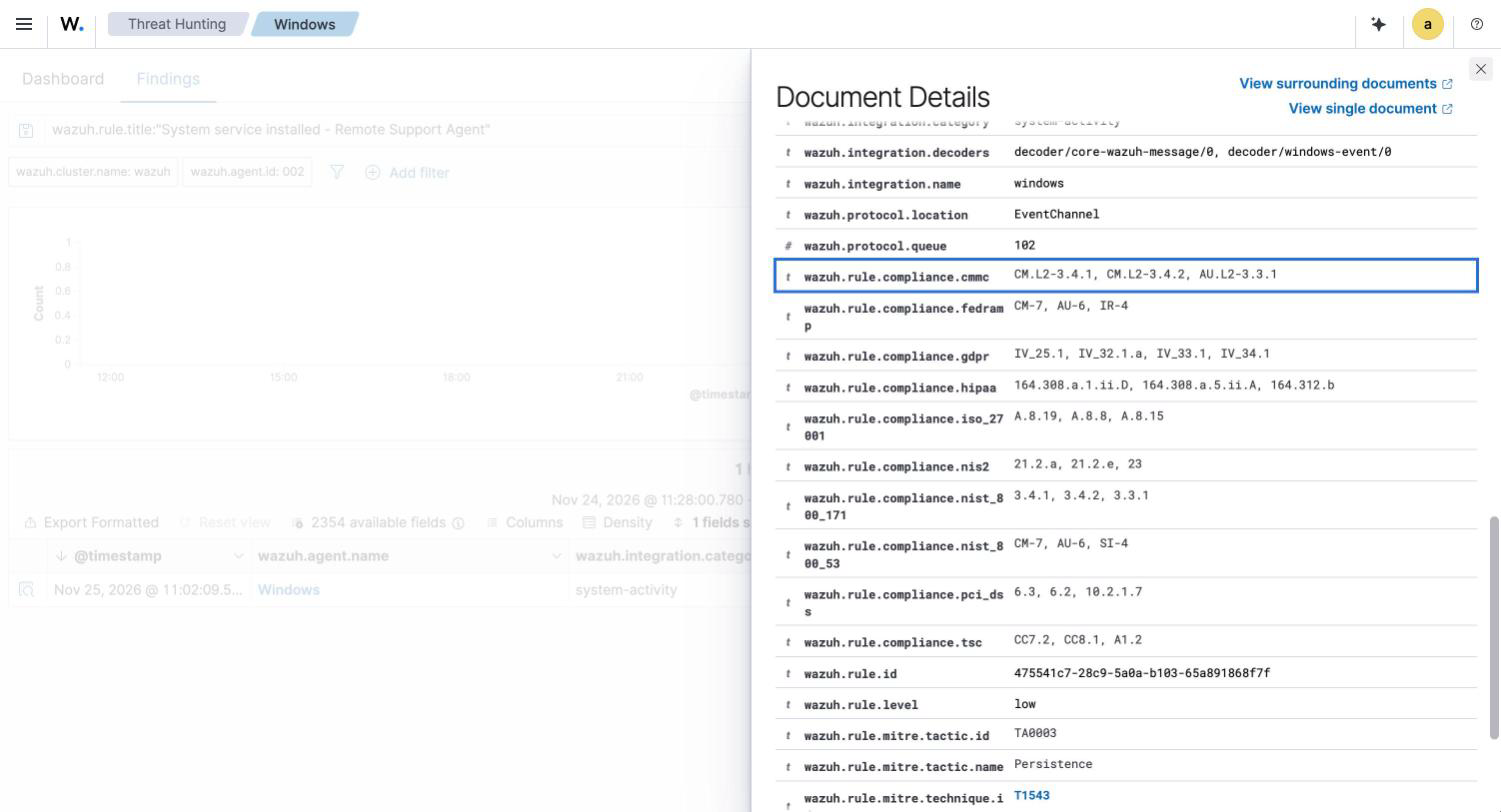 W.
Threat Hunting
Windows
a
Dashboard
Findings
wazuh.rule.title:"System service installed - Remote Support Agent"
wazuh.cluster.name: wazuh
wazuh.agent.id: 002
Add filter
1
0.8
0.6
0.4
0.2
0
Count
12:00
15:00
18:00
21:00
@timestar
1 h
Nov 24, 2026 @ 11:28:00.780 -
Export Formatted
Reset view
2354 available fields
Columns
Density
1 fields s
@timestamp
wazuh.agent.name
wazuh.integration.catego
Nov 25, 2026 @ 11:02:09.5...
Windows
system-activity
Document Details
View surrounding documents
View single document
t wazuh.integration.category system-activity
t wazuh.integration.decoders decoder/core-wazuh-message/0, decoder/windows-event/0
t wazuh.integration.name windows
t wazuh.protocol.location EventChannel
# wazuh.protocol.queue 102
t wazuh.rule.compliance.cmmc CM.L2-3.4.1, CM.L2-3.4.2, AU.L2-3.3.1
t wazuh.rule.compliance.fedram CM-7, AU-6, IR-4
p
t wazuh.rule.compliance.gdpr IV_25.1, IV_32.1.a, IV_33.1, IV_34.1
t wazuh.rule.compliance.hipaa 164.308.a.1.ii.D, 164.308.a.5.ii.A, 164.312.b
t wazuh.rule.compliance.iso_27 A.8.19, A.8.8, A.8.15
001
t wazuh.rule.compliance.nis2 21.2.a, 21.2.e, 23
t wazuh.rule.compliance.nist_8 3.4.1, 3.4.2, 3.3.1
00_171
t wazuh.rule.compliance.nist_8 CM-7, AU-6, SI-4
00_53
t wazuh.rule.compliance.pci_ds 6.3, 6.2, 10.2.1.7
s
t wazuh.rule.compliance.tsc CC7.2, CC8.1, A1.2
t wazuh.rule.id 475541c7-28c9-5a0a-b103-65a891868f7f
t wazuh.rule.level low
t wazuh.rule.mitre.tactic.id TA0003
t wazuh.rule.mitre.tactic.name Persistence
t wazuh.rule.mitre.technique.i T1543